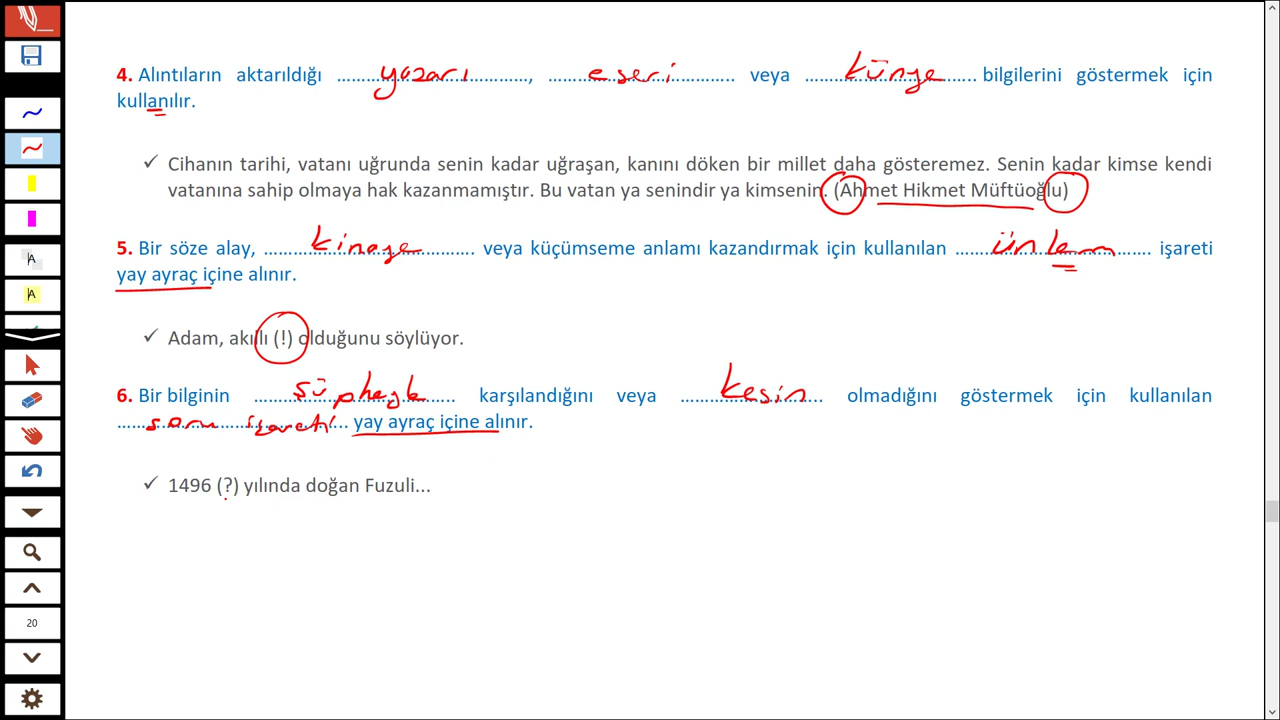 4. Alıntıların aktarıldığı ......yazarı......, ......eseri...... veya ......künye...... bilgilerini göstermek için
kullanılır.
✓ Cihanın tarihi, vatanı uğrunda senin kadar uğraşan, kanını döken bir millet daha gösteremez. Senin kadar kimse kendi
vatanına sahip olmaya hak kazanmamıştır. Bu vatan ya senindir ya kimsenin. (Ahmet Hikmet Müftüoğlu)
5. Bir söze alay, ......kinaye...... veya küçümseme anlamı kazandırmak için kullanılan ......ünlem...... işareti
yay ayraç içine alınır.
✓ Adam, akıllı (!) olduğunu söylüyor.
6. Bir bilginin ......şüpheyle...... karşılandığını veya ......kesin...... olmadığını göstermek için kullanılan
......soru işareti...... yay ayraç içine alınır.
✓ 1496 (?) yılında doğan Fuzuli...
A
A
20